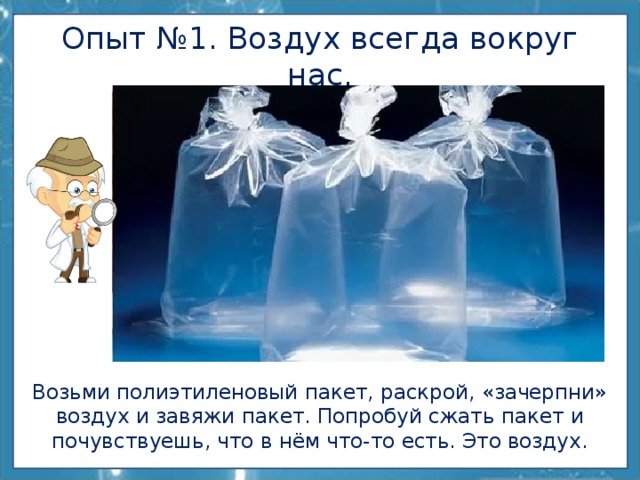 Опыт №1. Воздух всегда вокруг
нас.
Возьми полиэтиленовый пакет, раскрой, «зачерпни»
воздух и завяжи пакет. Попробуй сжать пакет и
почувствуешь, что в нём что-то есть. Это воздух.